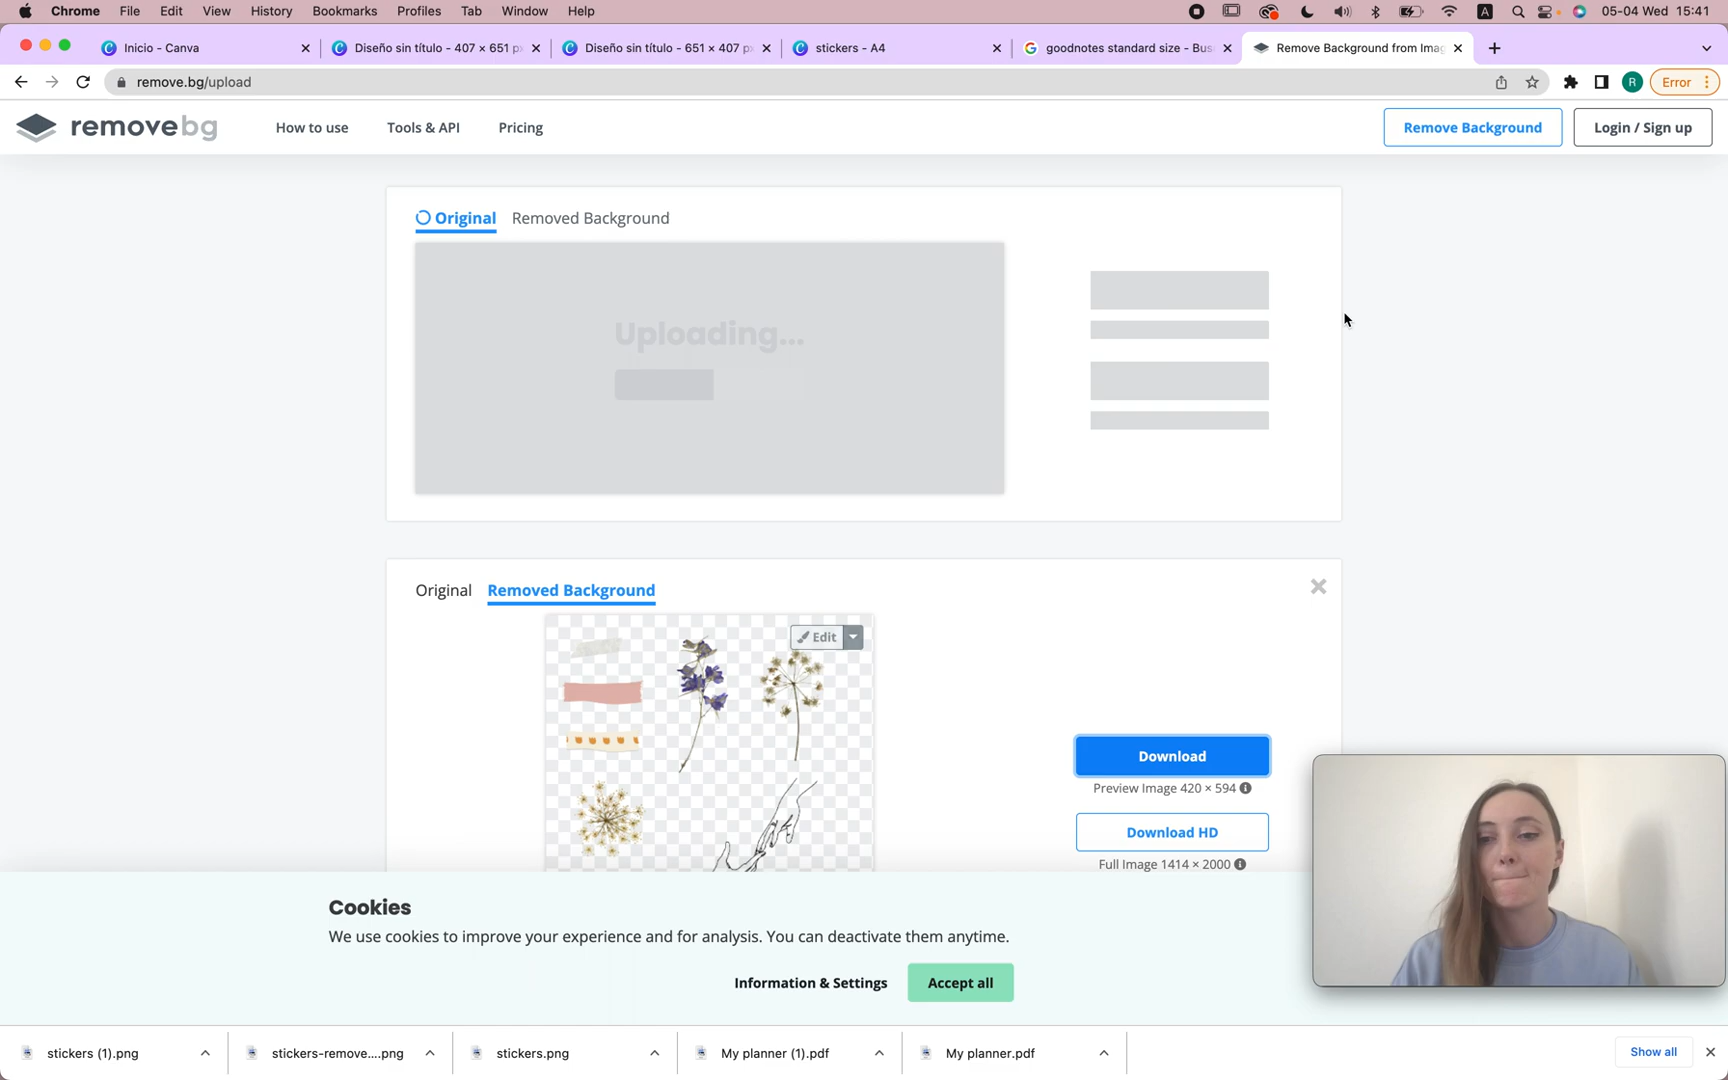 Chrome File Edit View History Bookmarks Profiles Tab Window Help A 05-04 Wed 15:41
Inicio - Canva Diseño sin título - 407 × 651 p Diseño sin título - 651 × 407 p stickers - A4 goodnotes standard size - Bus Remove Background from Imag
remove.bg/upload R Error
removebg How to use Tools & API Pricing Remove Background Login / Sign up
Original Removed Background
Uploading...
Original Removed Background
Edit
Download
Preview Image 420 × 594
Download HD
Full Image 1414 × 2000
Cookies
We use cookies to improve your experience and for analysis. You can deactivate them anytime.
Information & Settings Accept all
stickers (1).png stickers-remove....png stickers.png My planner (1).pdf My planner.pdf Show all